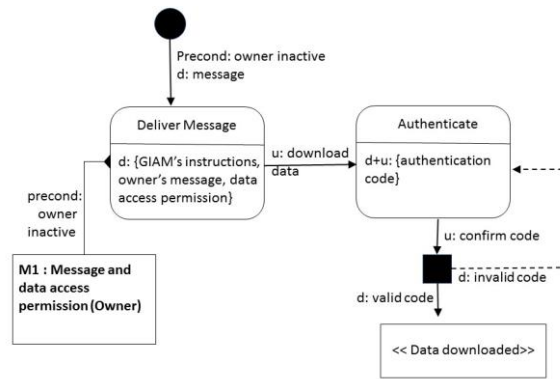 Precond: owner inactive
d: message
Deliver Message
d: {GIAM's instructions,
owner's message, data
access permission}
u: download
data
Authenticate
d+u: {authentication
code}
precond:
owner
inactive
M1 : Message and
data access
permission (Owner)
u: confirm code
d: invalid code
d: valid code
<< Data downloaded>>